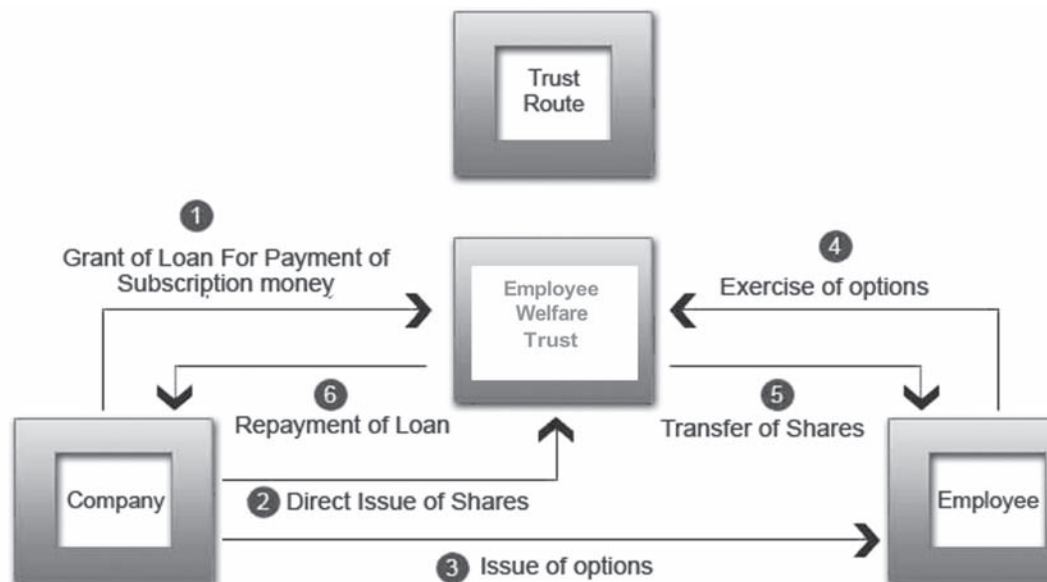 Trust
Route
1
Grant of Loan For Payment of
Subscription money
4
Exercise of options
Employee
Welfare
Trust
6
Repayment of Loan
5
Transfer of Shares
Company
2 Direct Issue of Shares
Employee
3 Issue of options